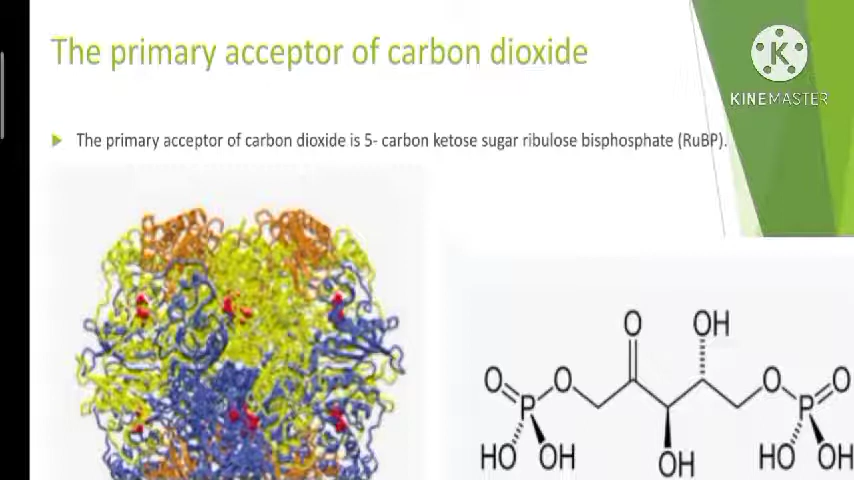 The primary acceptor of carbon dioxide
K
KINEMASTER
The primary acceptor of carbon dioxide is 5- carbon ketose sugar ribulose bisphosphate (RuBP).
O OH
O O O O
P P
HO OH OH HO OH